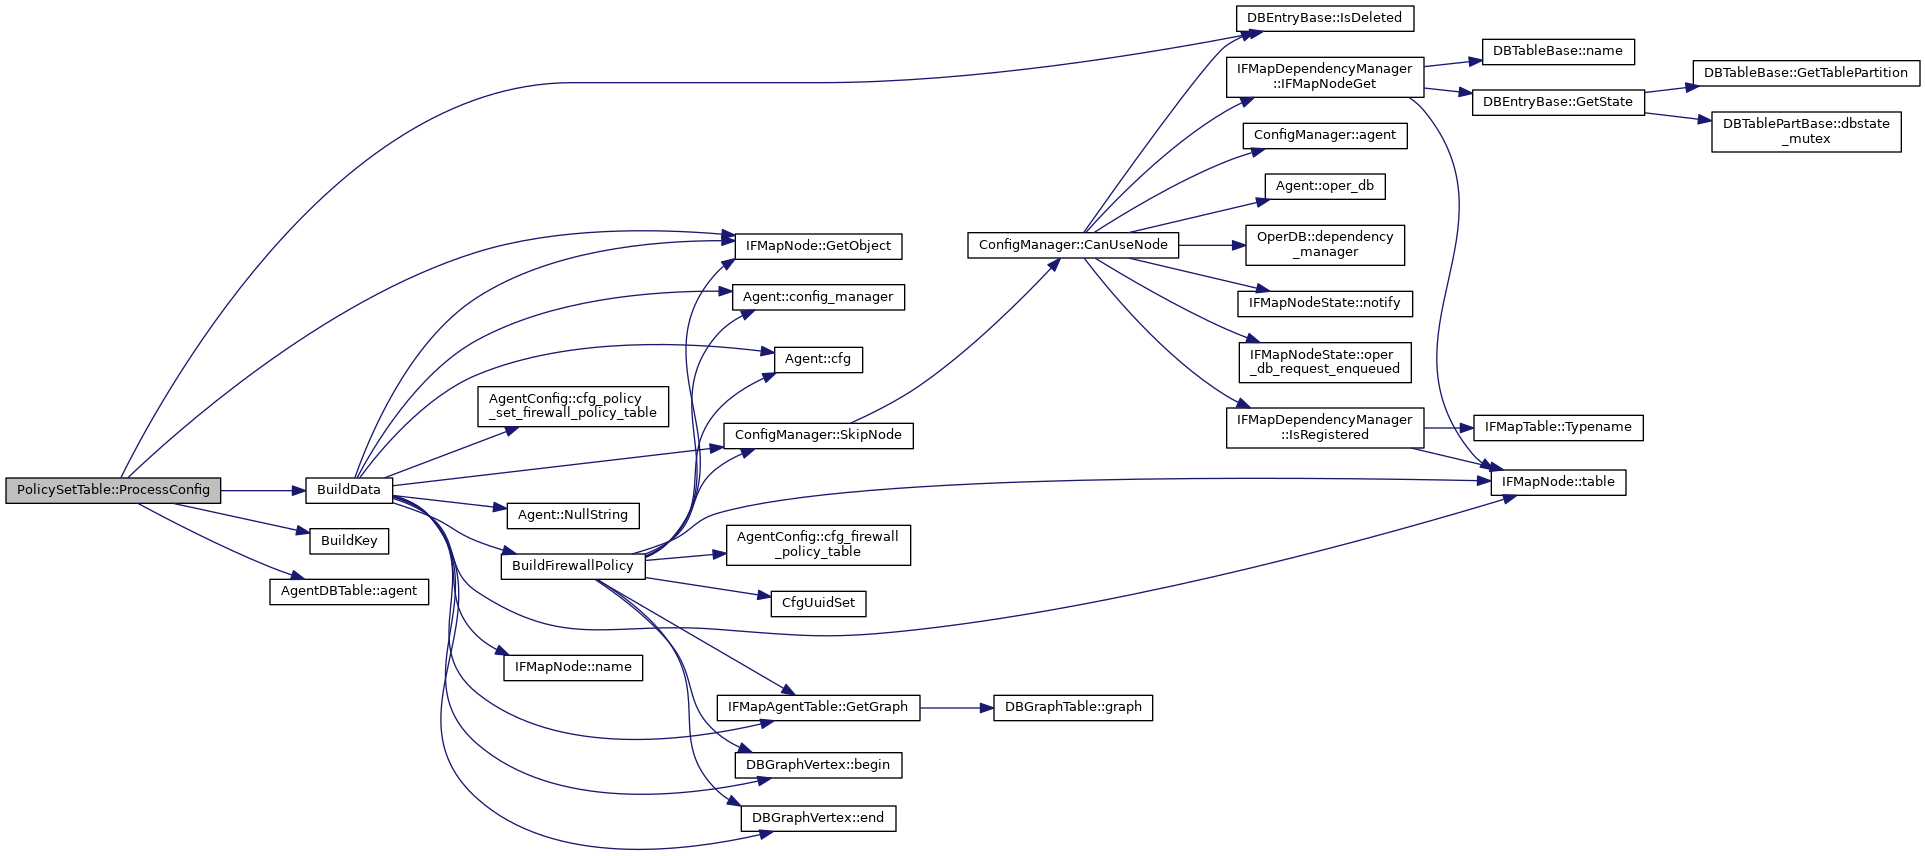 PolicySetTable::ProcessConfig
BuildData
BuildKey
AgentDBTable::agent
AgentConfig::cfg_policy
_set_firewall_policy_table
Agent::NullString
BuildFirewallPolicy
IFMapNode::name
IFMapNode::GetObject
Agent::config_manager
Agent::cfg
ConfigManager::SkipNode
AgentConfig::cfg_firewall
_policy_table
CfgUuidSet
IFMapAgentTable::GetGraph
DBGraphVertex::begin
DBGraphVertex::end
ConfigManager::CanUseNode
DBGraphTable::graph
DBEntryBase::IsDeleted
IFMapDependencyManager
::IFMapNodeGet
ConfigManager::agent
Agent::oper_db
OperDB::dependency
_manager
IFMapNodeState::notify
IFMapNodeState::oper
_db_request_enqueued
IFMapDependencyManager
::IsRegistered
DBTableBase::name
DBEntryBase::GetState
IFMapTable::Typename
IFMapNode::table
DBTableBase::GetTablePartition
DBTablePartBase::dbstate
_mutex